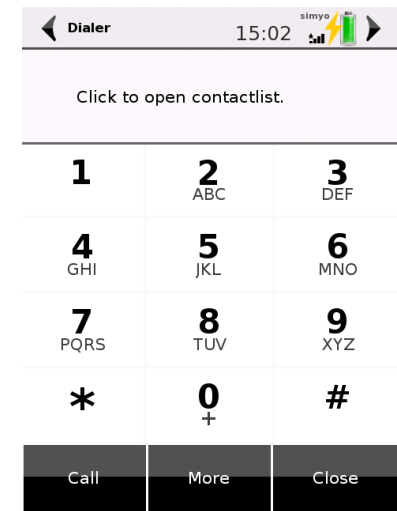 Dialer
15:02
simyo
Click to open contactlist.
1 2 3
ABC DEF
4 5 6
GHI JKL MNO
7 8 9
PQRS TUV XYZ
* 0 #
+
Call More Close